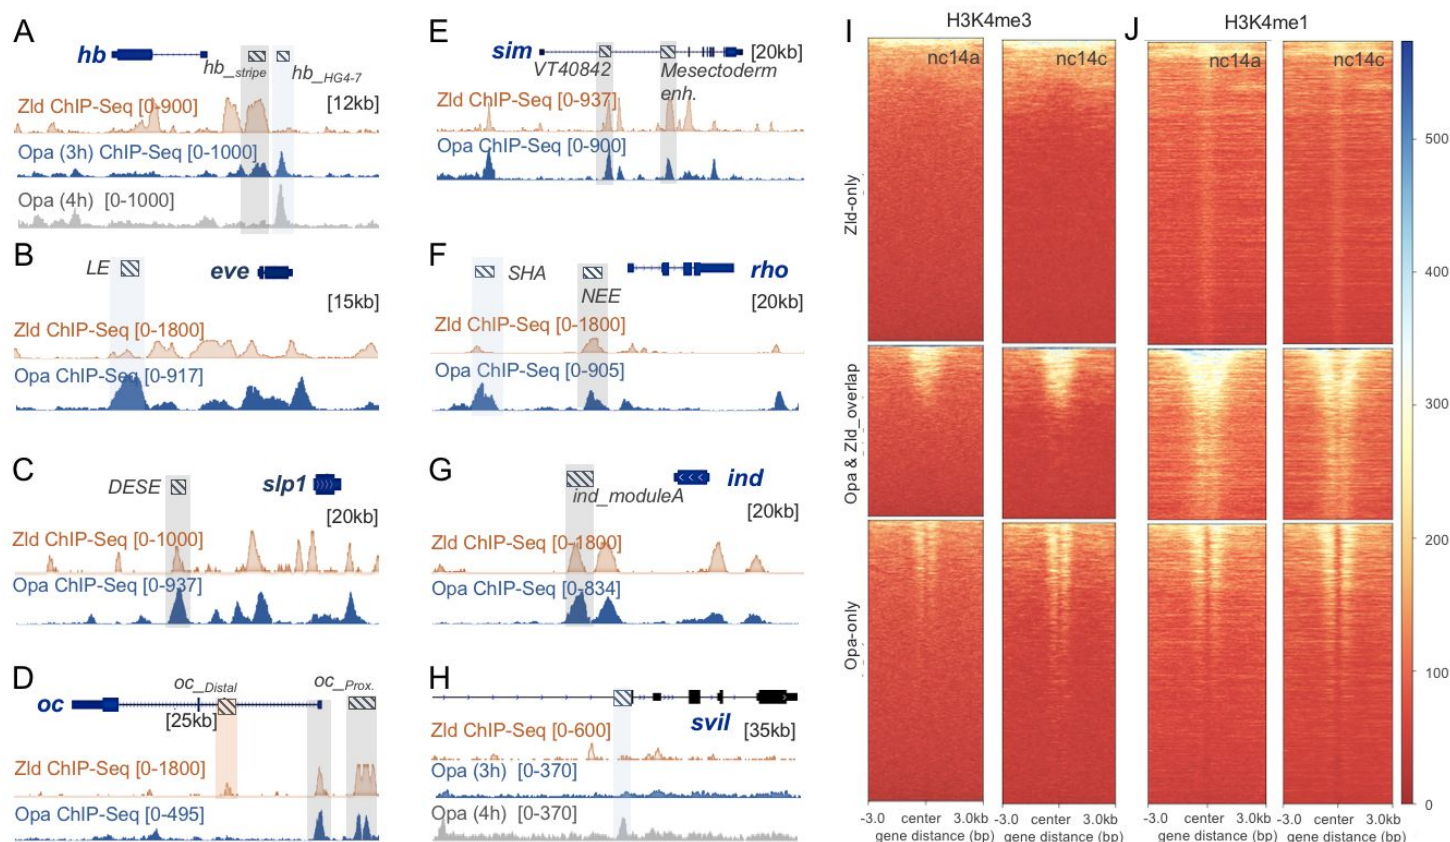 A
hb
hb_stripe
hb_HG4-7
[12kb]
Zld ChIP-Seq [0-900]
Opa (3h) ChIP-Seq [0-1000]
Opa (4h) [0-1000]
B
LE
eve
[15kb]
Zld ChIP-Seq [0-1800]
Opa ChIP-Seq [0-917]
C
DESE
slp1
[20kb]
Zld ChIP-Seq [0-1000]
Opa ChIP-Seq [0-937]
D
oc
oc_Distal
oc_Prox.
[25kb]
Zld ChIP-Seq [0-1800]
Opa ChIP-Seq [0-495]
E
sim
[20kb]
VT40842
Mesectoderm
enh.
Zld ChIP-Seq [0-937]
Opa ChIP-Seq [0-900]
F
SHA
NEE
rho
[20kb]
Zld ChIP-Seq [0-1800]
Opa ChIP-Seq [0-905]
G
ind_moduleA
ind
[20kb]
Zld ChIP-Seq [0-1800]
Opa ChIP-Seq [0-834]
H
svil
[35kb]
Zld ChIP-Seq [0-600]
Opa (3h) [0-370]
Opa (4h) [0-370]
I
H3K4me3
nc14a
nc14c
J
H3K4me1
nc14a
nc14c
Zld-only
Opa & Zld_overlap
Opa-only
-3.0 center 3.0kb
gene distance (bp)
-3.0 center 3.0kb
gene distance (bp)
-3.0 center 3.0kb
gene distance (bp)
-3.0 center 3.0kb
gene distance (bp)
500
400
300
200
100
0